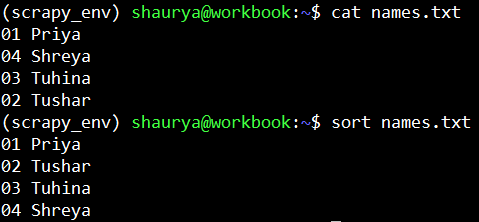 (scrapy_env) shaurya@workbook:~$ cat names.txt
01 Priya
04 Shreya
03 Tuhina
02 Tushar
(scrapy_env) shaurya@workbook:~$ sort names.txt
01 Priya
02 Tushar
03 Tuhina
04 Shreya